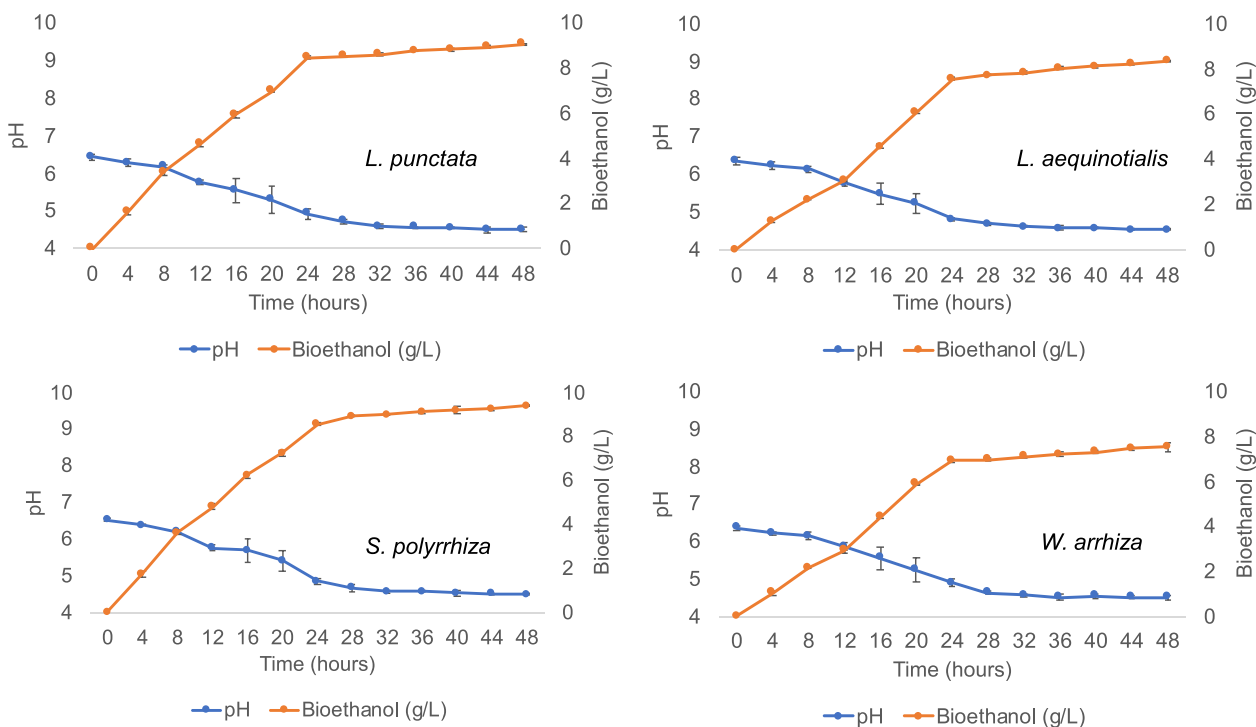 10
9
8
7
6
5
4
pH
10
8
6
4
2
0
Bioethanol (g/L)
L. punctata
0 4 8 12 16 20 24 28 32 36 40 44 48
Time (hours)
pH Bioethanol (g/L)
10
9
8
7
6
5
4
pH
10
8
6
4
2
0
Bioethanol (g/L)
L. aequinotialis
0 4 8 12 16 20 24 28 32 36 40 44 48
Time (hours)
pH Bioethanol (g/L)
10
9
8
7
6
5
4
pH
10
8
6
4
2
0
Bioethanol (g/L)
S. polyrrhiza
0 4 8 12 16 20 24 28 32 36 40 44 48
Time (hours)
pH Bioethanol (g/L)
10
9
8
7
6
5
4
pH
10
8
6
4
2
0
Bioethanol (g/L)
W. arrhiza
0 4 8 12 16 20 24 28 32 36 40 44 48
Time (hours)
pH Bioethanol (g/L)